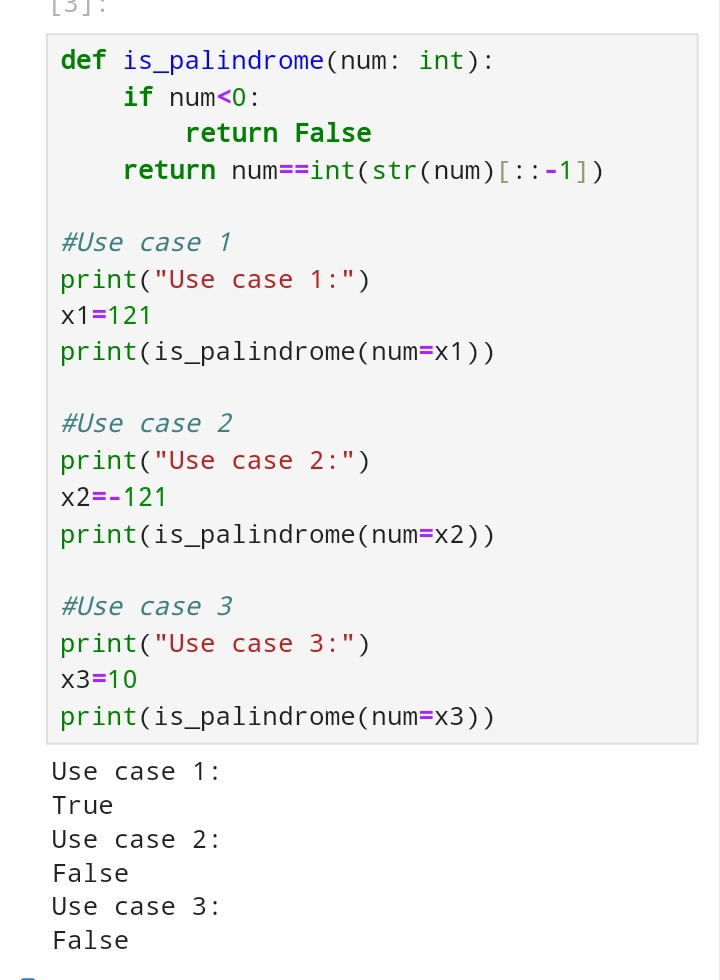 [3]:
def is_palindrome(num: int):
    if num<0:
        return False
    return num==int(str(num)[::-1])

#Use case 1
print("Use case 1:")
x1=121
print(is_palindrome(num=x1))

#Use case 2
print("Use case 2:")
x2=-121
print(is_palindrome(num=x2))

#Use case 3
print("Use case 3:")
x3=10
print(is_palindrome(num=x3))
Use case 1:
True
Use case 2:
False
Use case 3:
False